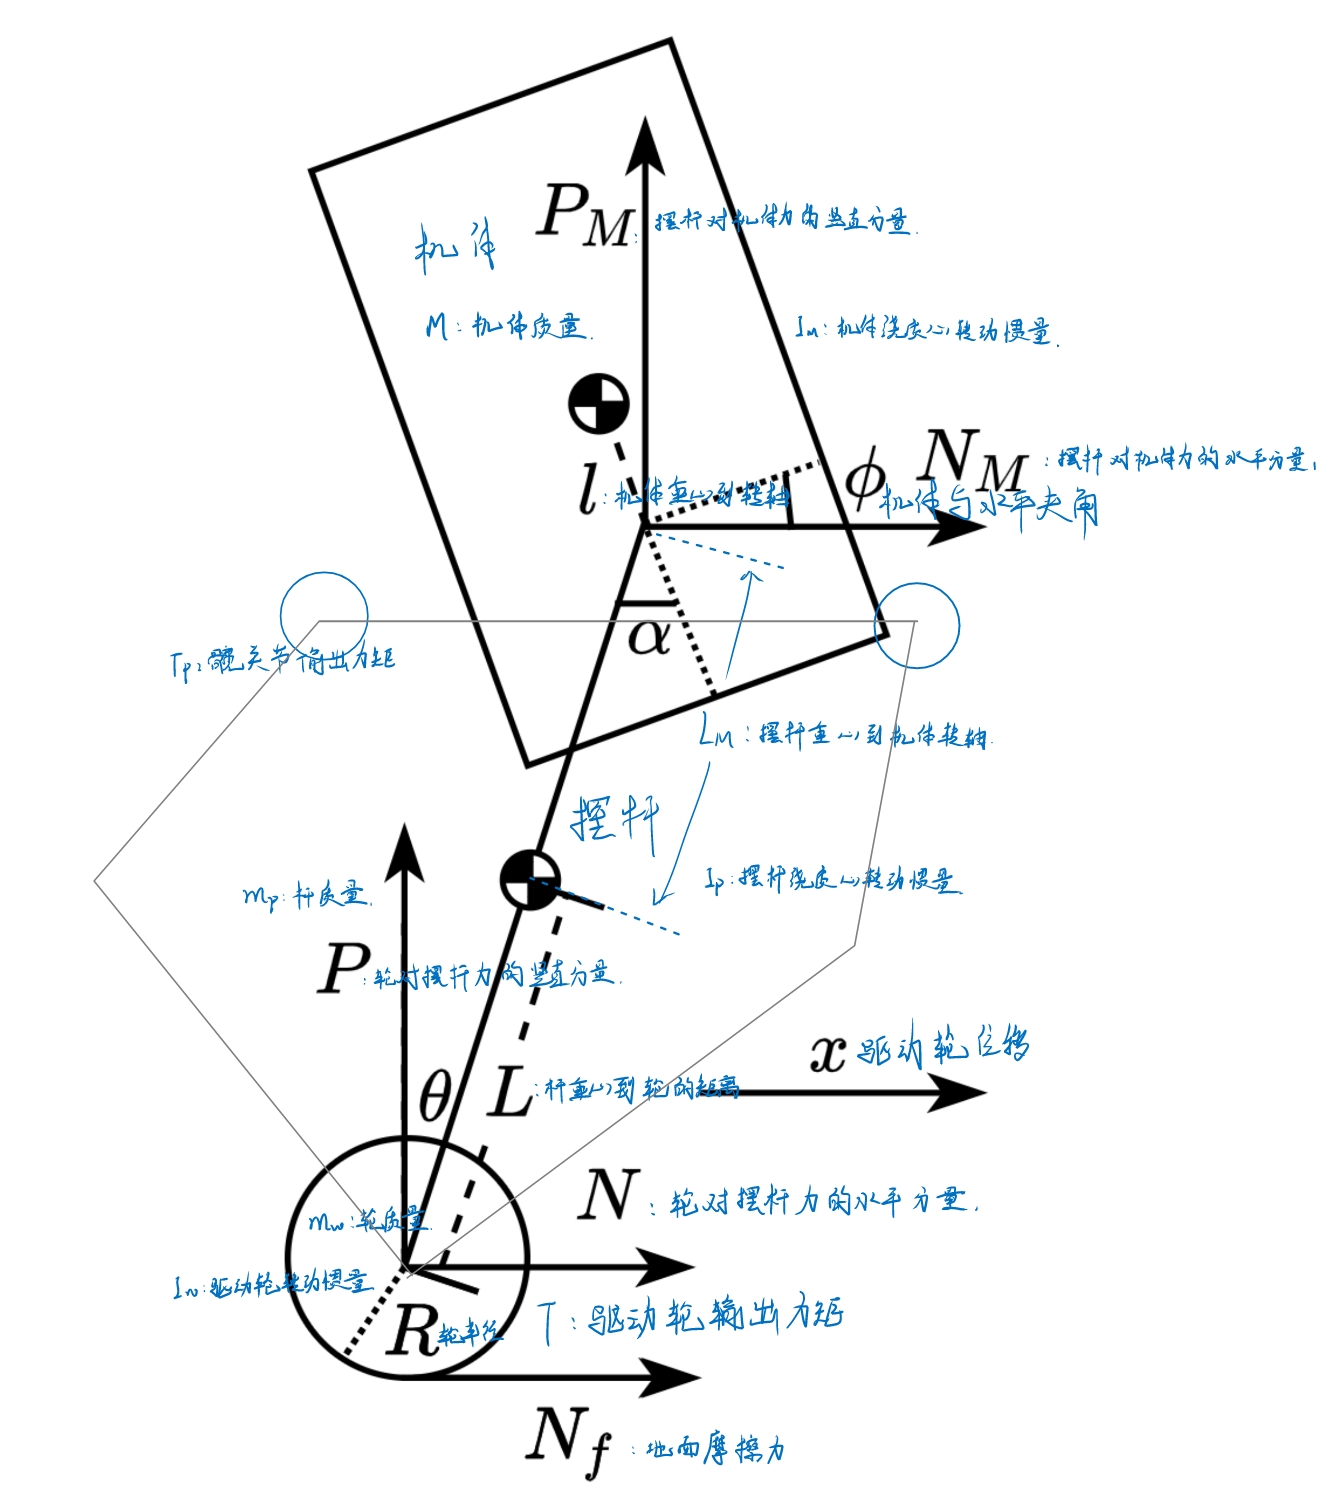 P_M：摆杆对机体力的竖直分量.
机体
M：机体质量.
I_M：机体绕质心转动惯量.
N_M：摆杆对机体力的水平分量.
l：机体重心到转轴
ϕ 机体与水平夹角
α
T_p：髋关节输出力矩
L_M：摆杆重心到机体转轴.
摆杆
I_p：摆杆绕质心转动惯量.
m_p：杆质量.
P：轮对摆杆力的竖直分量.
x 驱动轮位移
θ
L：杆重心到轮的距离
N：轮对摆杆力的水平分量.
m_w：轮质量.
I_w：驱动轮转动惯量.
R 轮半径
T：驱动轮输出力矩
N_f：地面摩擦力